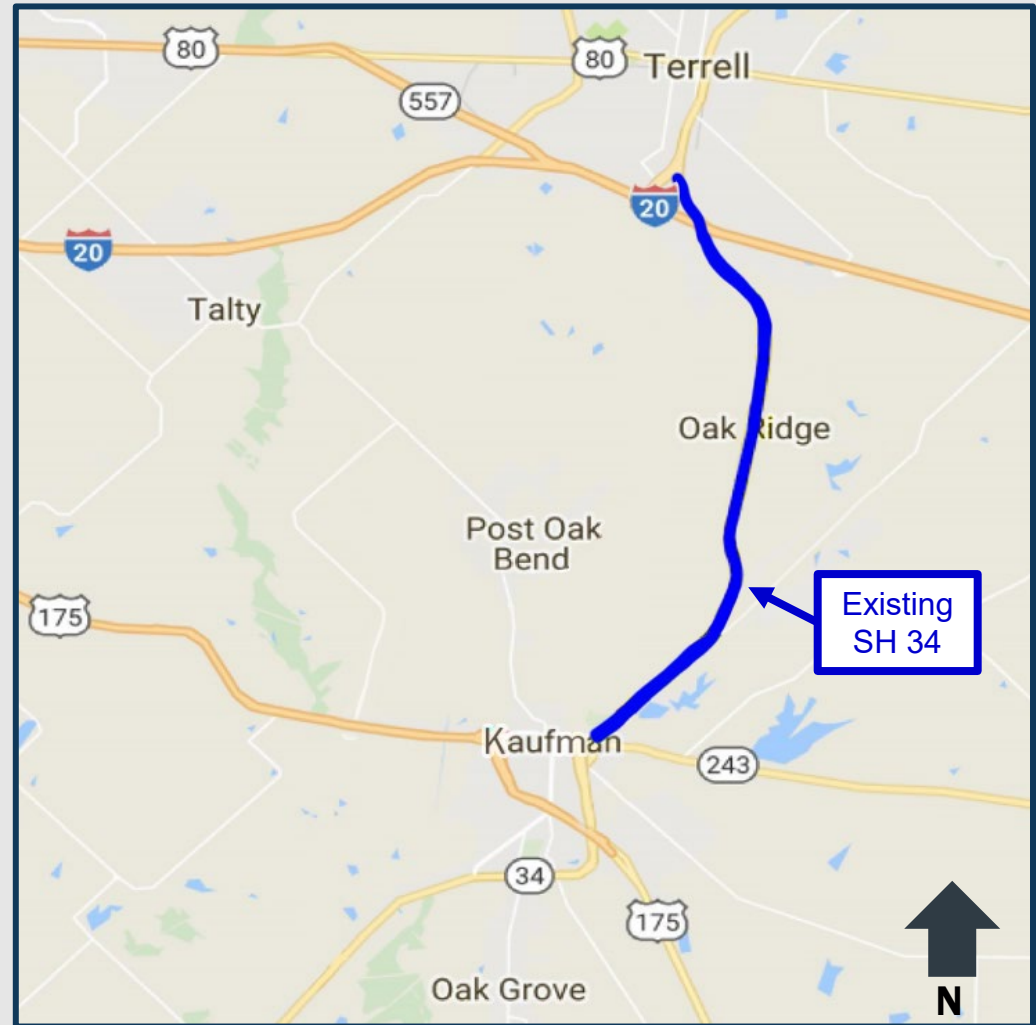 80
80
Terrell
557
20
20
Talty
Oak Ridge
Post Oak
Bend
175
Existing
SH 34
Kaufman
243
34
175
Oak Grove
N